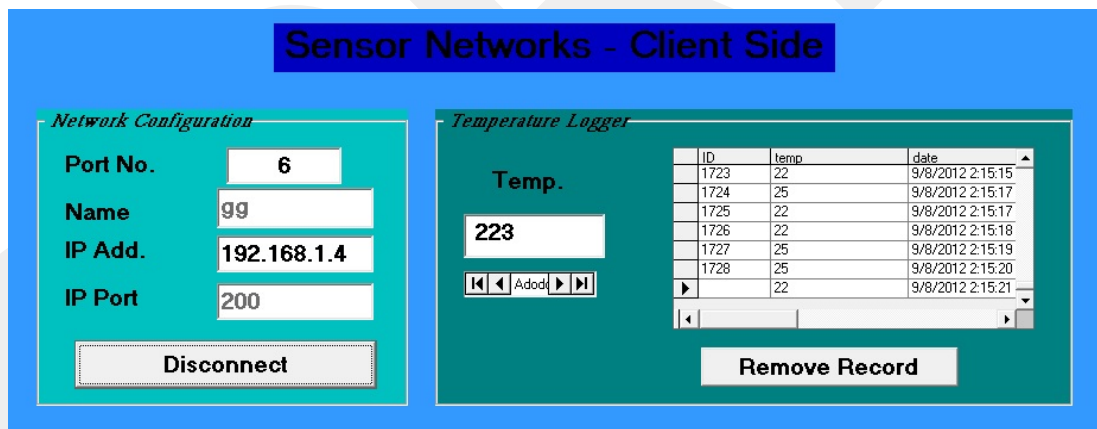 Sensor Networks - Client Side
Network Configuration
Port No. 6
Name gg
IP Add. 192.168.1.4
IP Port 200
Disconnect
Temperature Logger
Temp.
223
Adod
ID temp date
1723 22 9/8/2012 2:15:15
1724 25 9/8/2012 2:15:17
1725 22 9/8/2012 2:15:17
1726 22 9/8/2012 2:15:18
1727 25 9/8/2012 2:15:19
1728 25 9/8/2012 2:15:20
22 9/8/2012 2:15:21
Remove Record